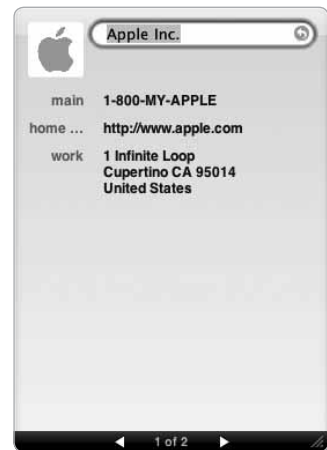 Apple Inc.
main 1-800-MY-APPLE
home ... http://www.apple.com
work 1 Infinite Loop
Cupertino CA 95014
United States
1 of 2